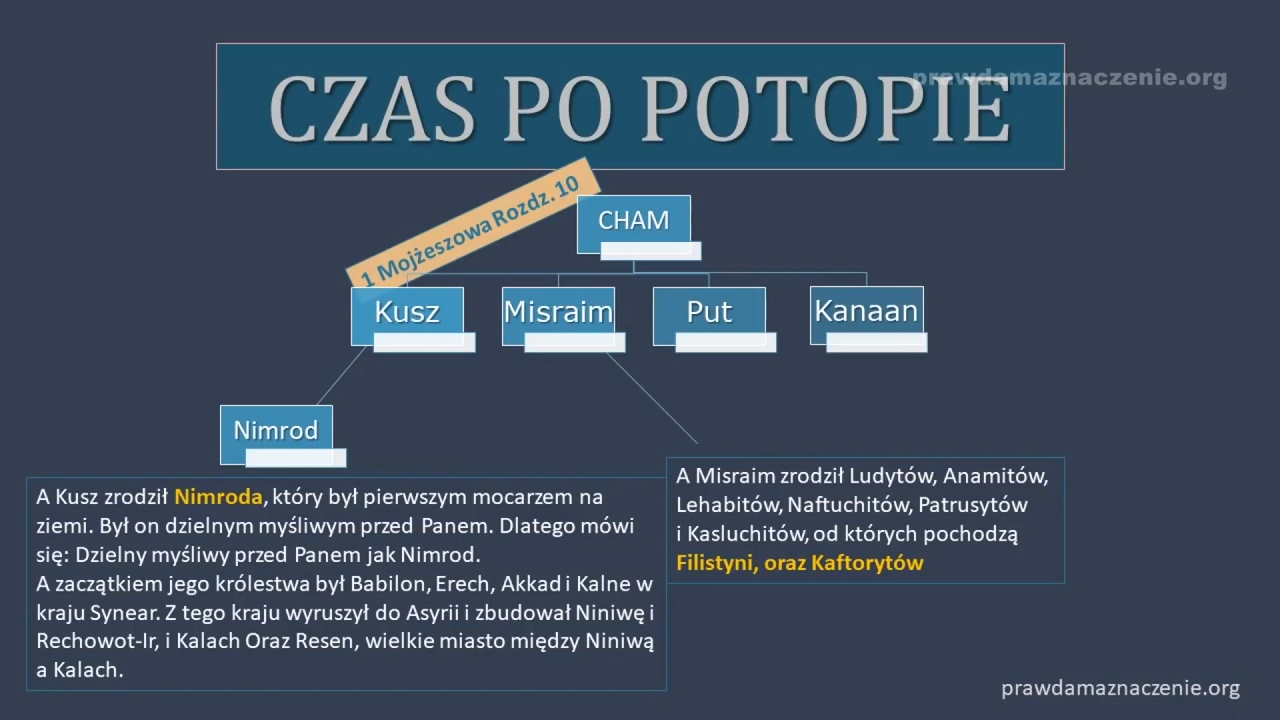 CZAS PO POTOPIE
prawdamaznaczenie.org
1 Mojżeszowa Rozdz. 10
CHAM
Kusz
Misraim
Put
Kanaan
Nimrod
A Kusz zrodził Nimroda, który był pierwszym mocarzem na
ziemi. Był on dzielnym myśliwym przed Panem. Dlatego mówi
się: Dzielny myśliwy przed Panem jak Nimrod.
A zaczątkiem jego królestwa był Babilon, Erech, Akkad i Kalne w
kraju Synear. Z tego kraju wyruszył do Asyrii i zbudował Niniwę i
Rechowot-Ir, i Kalach Oraz Resen, wielkie miasto między Niniwą
a Kalach.
A Misraim zrodził Ludytów, Anamitów,
Lehabitów, Naftuchitów, Patrusytów
i Kasluchitów, od których pochodzą
Filistyni, oraz Kaftorytów
prawdamaznaczenie.org